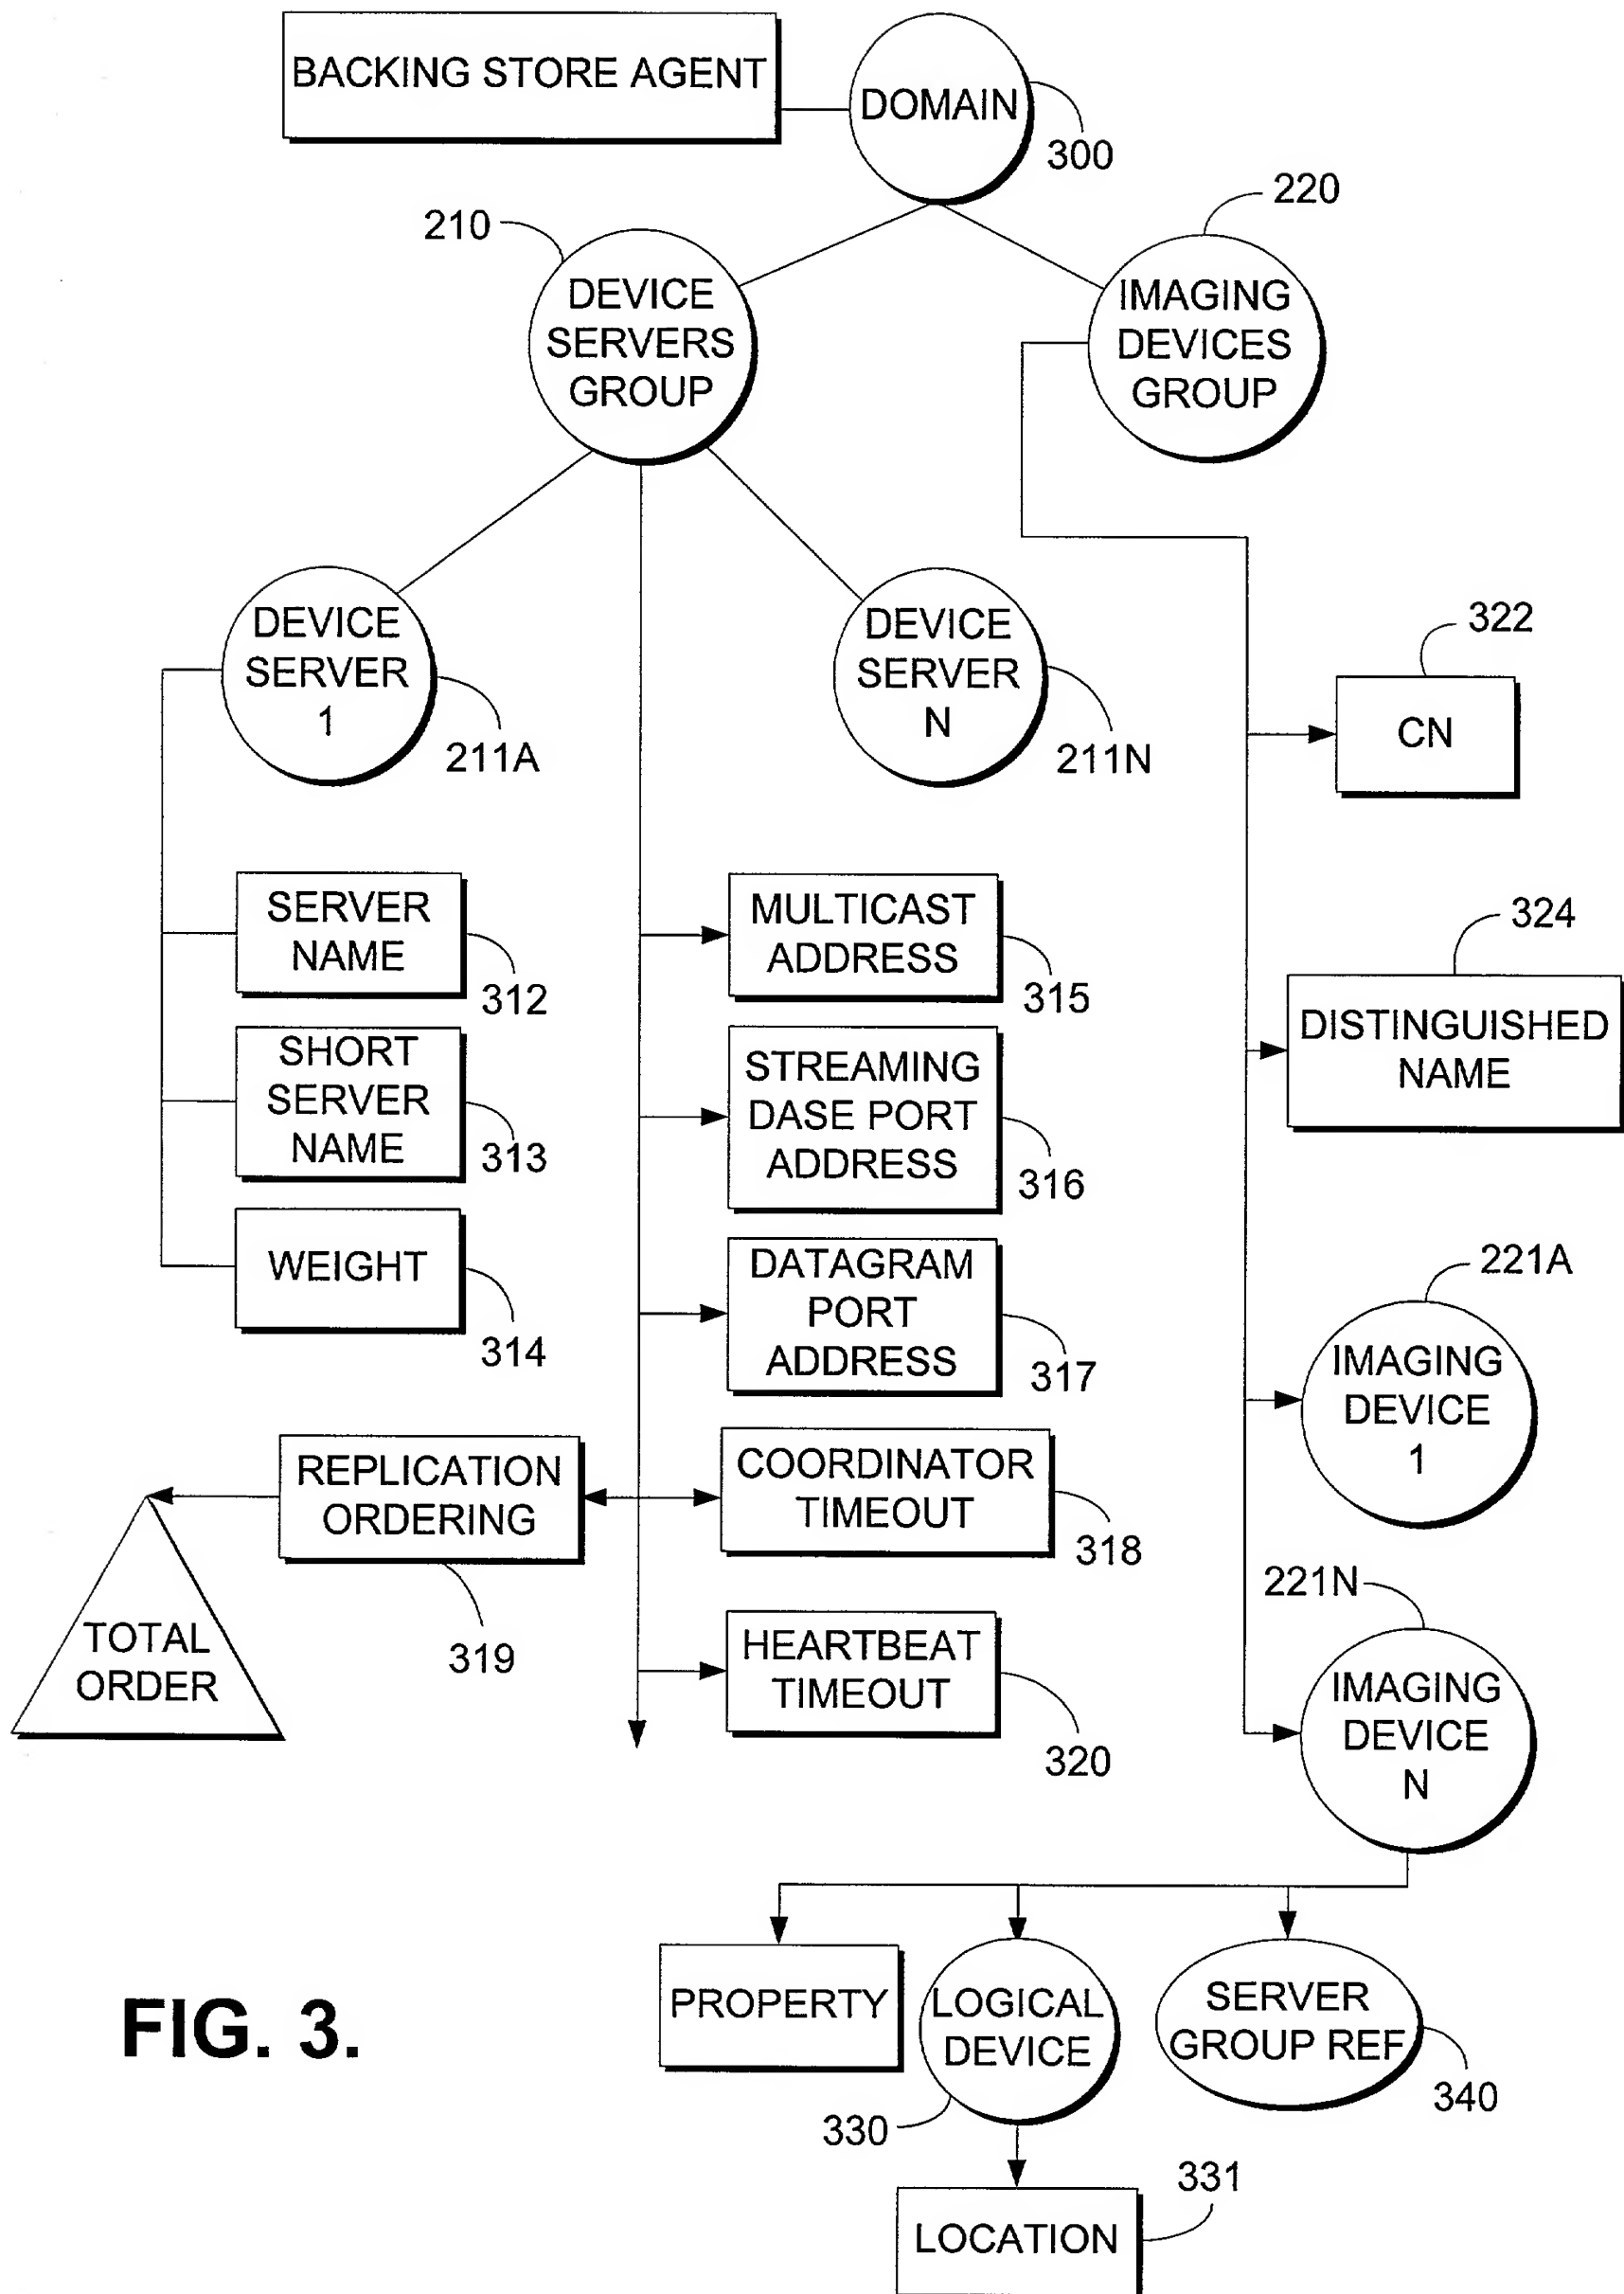 BACKING STORE AGENT
DOMAIN
300
210
220
DEVICE
SERVERS
GROUP
IMAGING
DEVICES
GROUP
DEVICE
SERVER
1
211A
DEVICE
SERVER
N
211N
322
CN
SERVER
NAME
312
MULTICAST
ADDRESS
315
324
DISTINGUISHED
NAME
SHORT
SERVER
NAME
313
STREAMING
DASE PORT
ADDRESS
316
WEIGHT
314
DATAGRAM
PORT
ADDRESS
317
221A
IMAGING
DEVICE
1
REPLICATION
ORDERING
319
COORDINATOR
TIMEOUT
318
TOTAL
ORDER
HEARTBEAT
TIMEOUT
320
221N
IMAGING
DEVICE
N
PROPERTY
LOGICAL
DEVICE
330
SERVER
GROUP REF
340
331
LOCATION
FIG. 3.